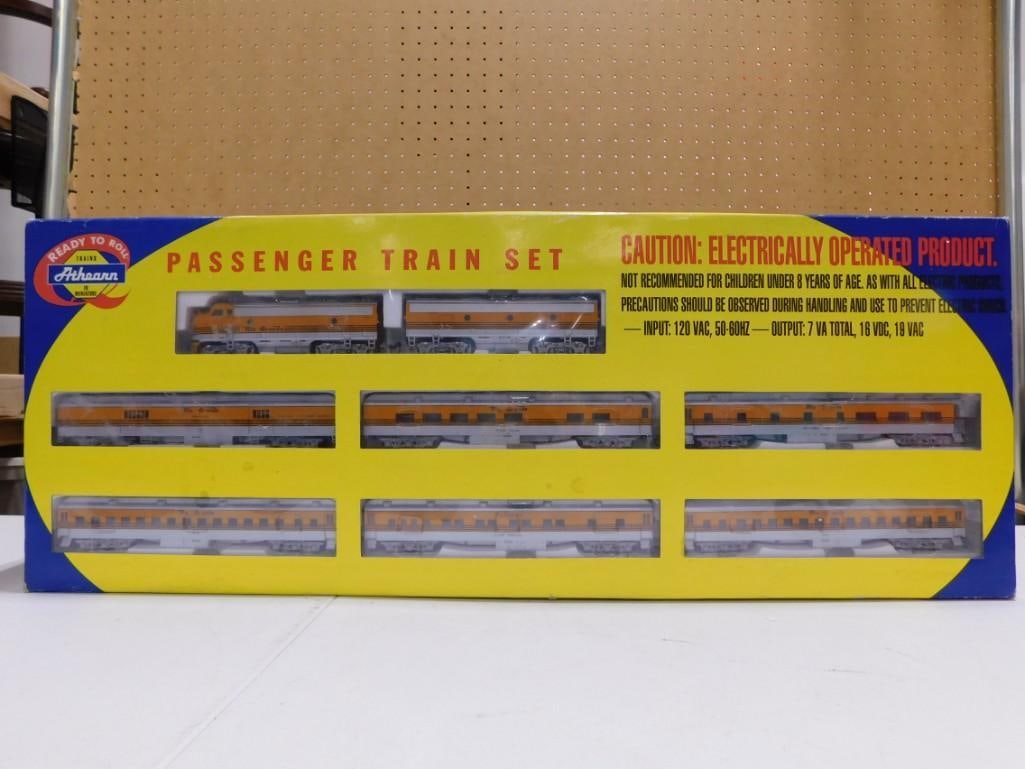 READY TO ROLL
TRAINS
Athearn
IN
MINIATURE
PASSENGER TRAIN SET
CAUTION: ELECTRICALLY OPERATED PRODUCT.
NOT RECOMMENDED FOR CHILDREN UNDER 8 YEARS OF AGE. AS WITH ALL ELECTRIC PRODUCTS,
PRECAUTIONS SHOULD BE OBSERVED DURING HANDLING AND USE TO PREVENT ELECTRIC SHOCK.
— INPUT: 120 VAC, 50-60HZ — OUTPUT: 7 VA TOTAL, 16 VDC, 19 VAC